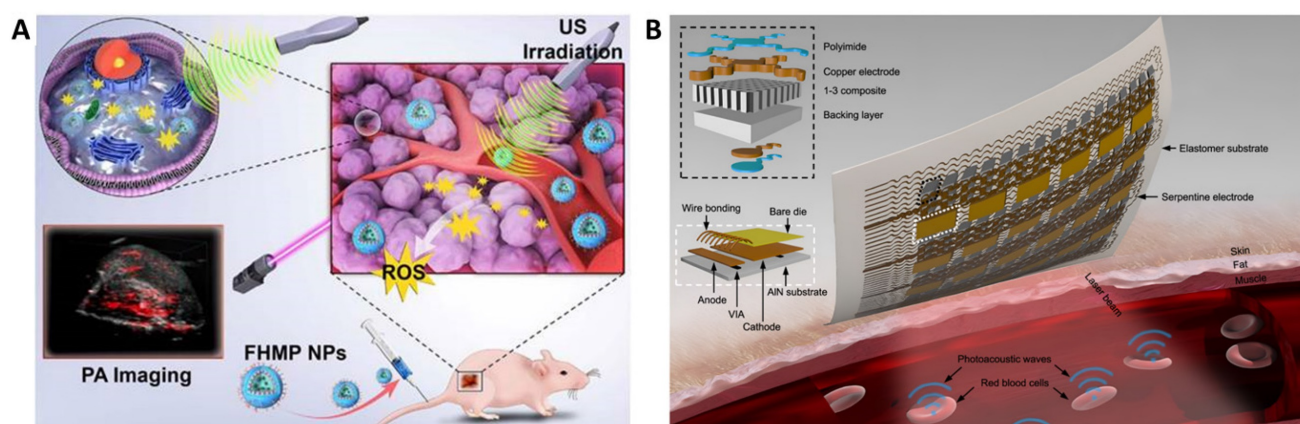 A
US
Irradiation
ROS
PA Imaging
FHMP NPs
B
Polyimide
Copper electrode
1-3 composite
Backing layer
Elastomer substrate
Serpentine electrode
Wire bonding
Bare die
Anode
VIA
Cathode
AlN substrate
Skin
Fat
Muscle
Laser beam
Photoacoustic waves
Red blood cells